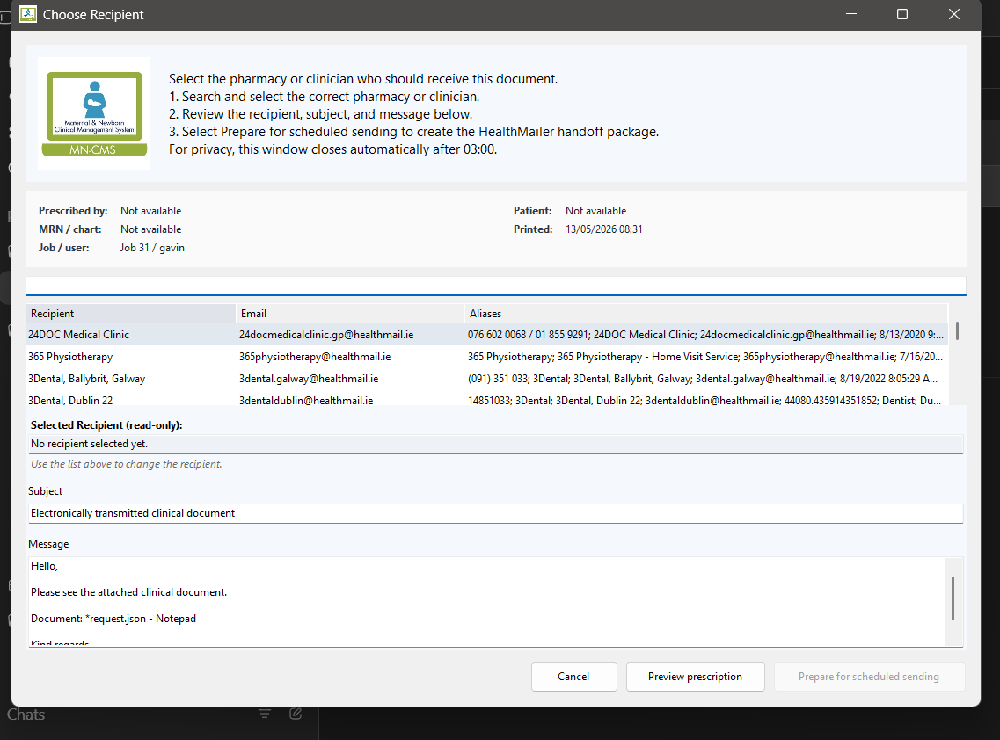 Choose Recipient
Maternal & Newborn
Clinical Management System
MN-CMS
Select the pharmacy or clinician who should receive this document.
1. Search and select the correct pharmacy or clinician.
2. Review the recipient, subject, and message below.
3. Select Prepare for scheduled sending to create the HealthMailer handoff package.
For privacy, this window closes automatically after 03:00.
Prescribed by: Not available
Patient: Not available
MRN / chart: Not available
Printed: 13/05/2026 08:31
Job / user: Job 31 / gavin
Recipient Email Aliases
24DOC Medical Clinic 24docmedicalclinic.gp@healthmail.ie 076 602 0068 / 01 855 9291; 24DOC Medical Clinic; 24docmedicalclinic.gp@healthmail.ie; 8/13/2020 9:...
365 Physiotherapy 365physiotherapy@healthmail.ie 365 Physiotherapy; 365 Physiotherapy - Home Visit Service; 365physiotherapy@healthmail.ie; 7/16/20...
3Dental, Ballybrit, Galway 3dental.galway@healthmail.ie (091) 351 033; 3Dental; 3Dental, Ballybrit, Galway; 3dental.galway@healthmail.ie; 8/19/2022 8:05:29 A...
3Dental, Dublin 22 3dentaldublin@healthmail.ie 14851033; 3Dental; 3Dental, Dublin 22; 3dentaldublin@healthmail.ie; 44080.435914351852; Dentist; Du...
Selected Recipient (read-only):
No recipient selected yet.
Use the list above to change the recipient.
Subject
Electronically transmitted clinical document
Message
Hello,
Please see the attached clinical document.
Document: *request.json - Notepad
Kind regards
Cancel
Preview prescription
Prepare for scheduled sending
Chats